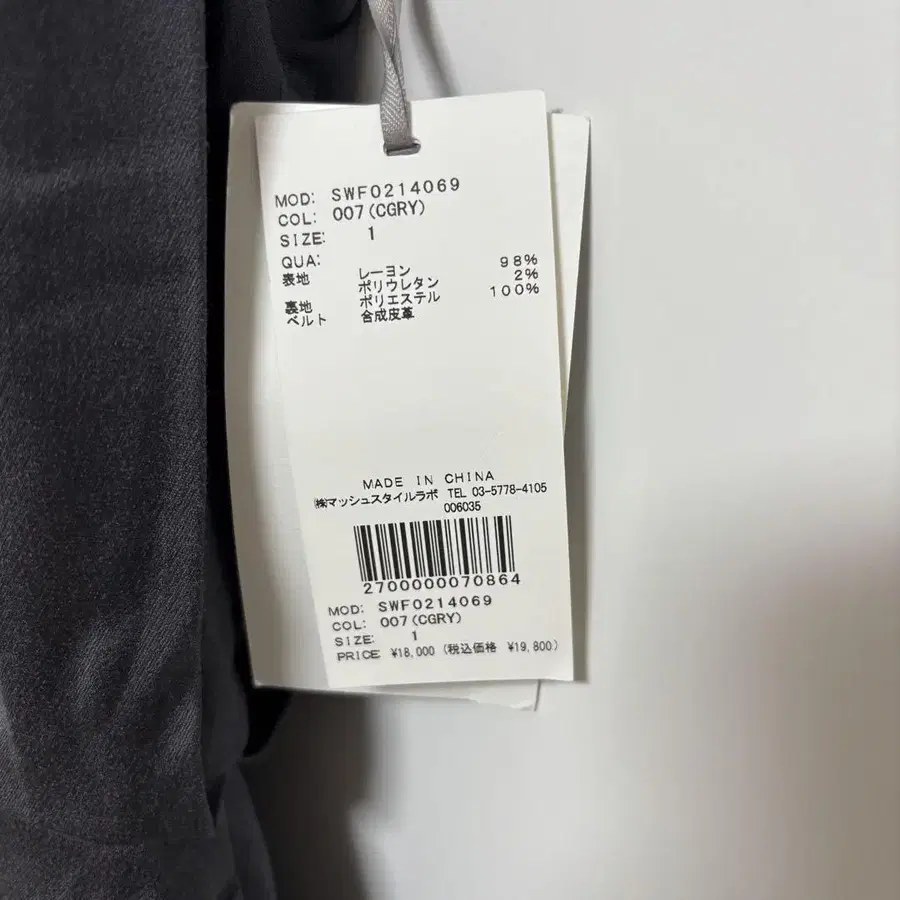 MOD: SWF0214069
COL: 007(CGRY)
SIZE: 1
QUA:
表地 レーヨン 98%
ポリウレタン 2%
裏地 ポリエステル 100%
ベルト 合成皮革
MADE IN CHINA
㈱マッシュスタイルラボ TEL 03-5778-4105
006035
2700000070864
MOD: SWF0214069
COL: 007(CGRY)
SIZE: 1
PRICE ¥18,000 (税込価格 ¥19,800)